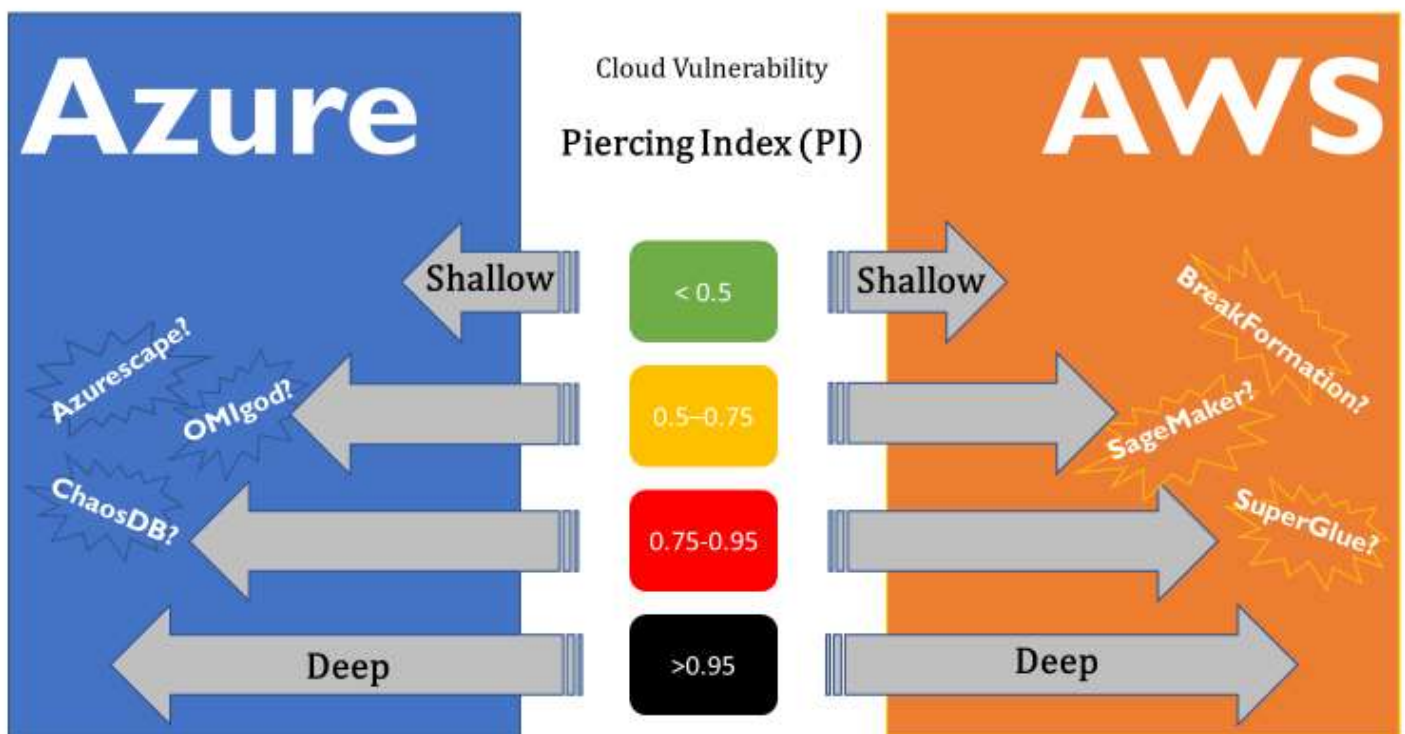 Azure
Cloud Vulnerability
Piercing Index (PI)
AWS
Shallow
< 0.5
Shallow
Azurescape?
OMIgod?
0.5–0.75
BreakFormation?
SageMaker?
ChaosDB?
0.75-0.95
SuperGlue?
Deep
>0.95
Deep